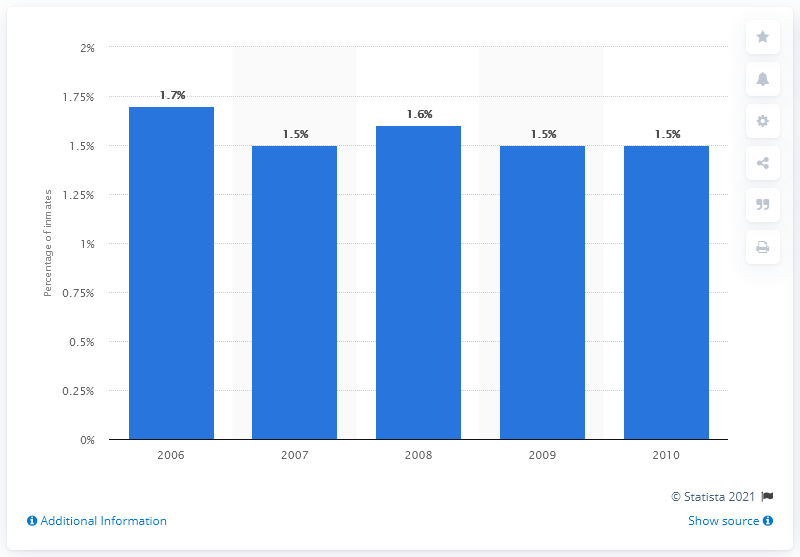 2%
1.75%
1.5%
1.25%
1%
0.75%
0.5%
0.25%
0%
Percentage of inmates
1.7%
1.5%
1.6%
1.5%
1.5%
2006 2007 2008 2009 2010
© Statista 2021
Additional Information
Show source